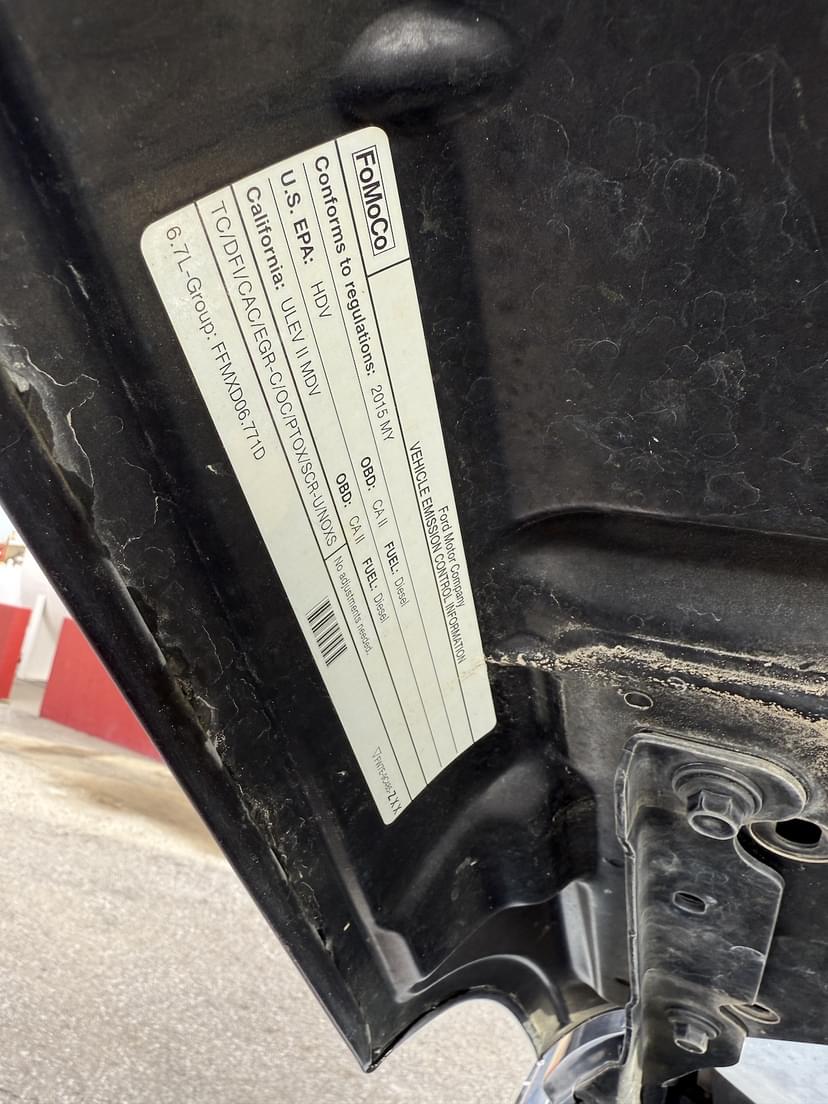 FoMoCo
Ford Motor Company
VEHICLE EMISSION CONTROL INFORMATION
Conforms to regulations: 2015 MY
U.S. EPA: HDV OBD: CA II FUEL: Diesel
California: ULEV II MDV OBD: CA II FUEL: Diesel
TC/DFI/CAC/EGR-C/OC/PTOX/SCR-U/NOXS No adjustments needed.
6.7L-Group: FFMXD06.771D
ZXX